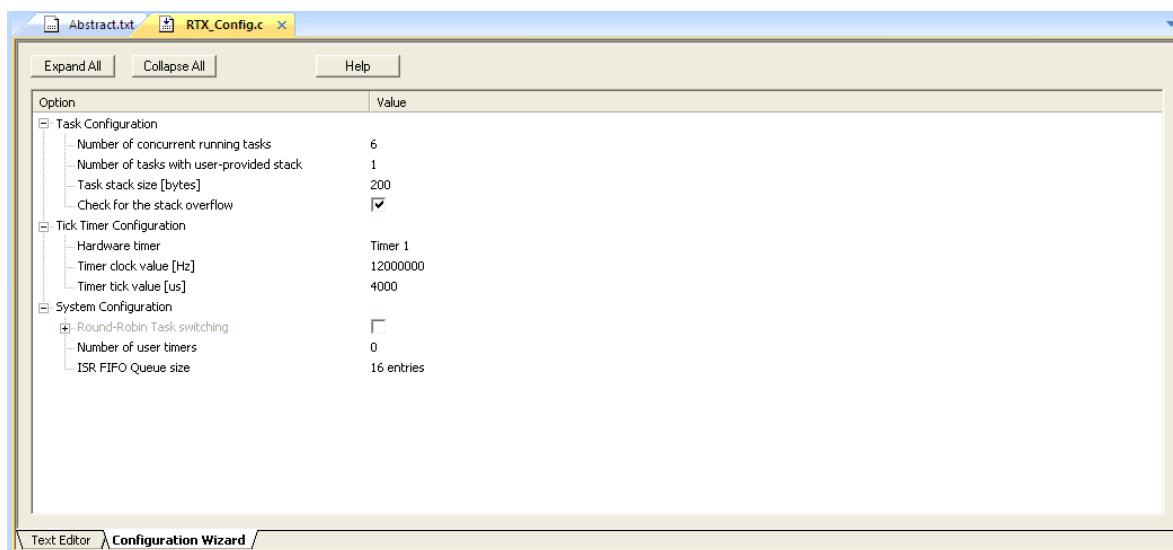 Abstract.txt RTX_Config.c
Expand All Collapse All Help
Option Value
Task Configuration
Number of concurrent running tasks 6
Number of tasks with user-provided stack 1
Task stack size [bytes] 200
Check for the stack overflow
Tick Timer Configuration
Hardware timer Timer 1
Timer clock value [Hz] 12000000
Timer tick value [us] 4000
System Configuration
Round-Robin Task switching
Number of user timers 0
ISR FIFO Queue size 16 entries
Text Editor Configuration Wizard